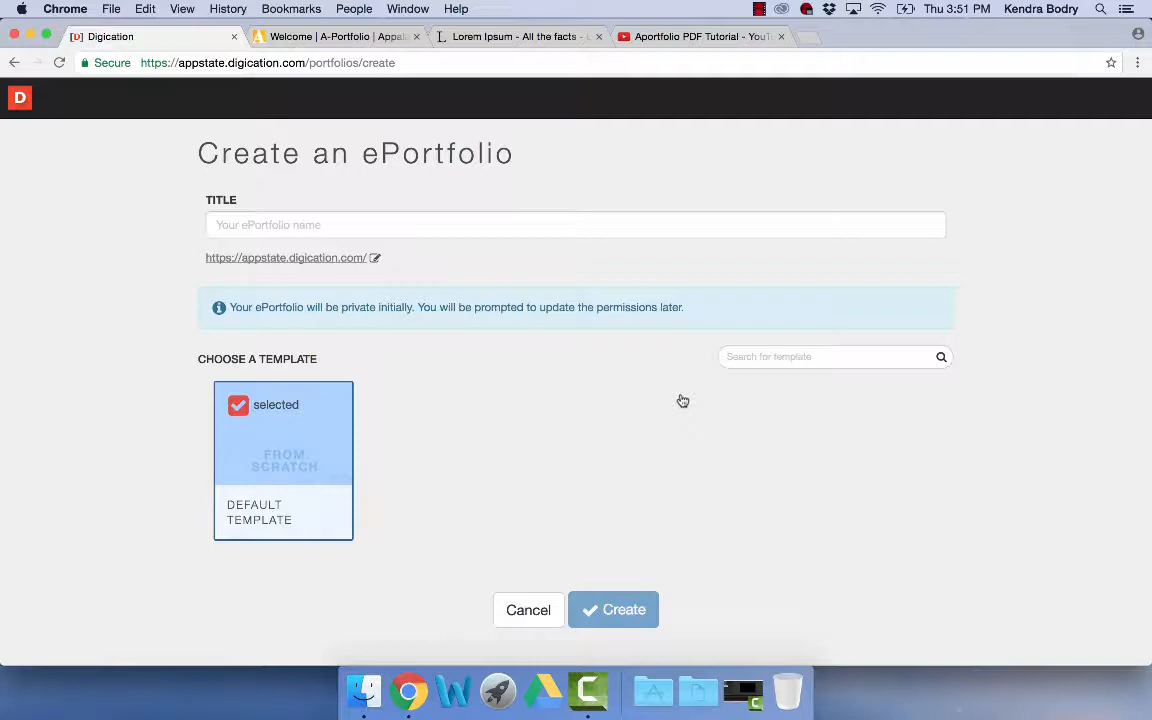 Chrome File Edit View History Bookmarks People Window Help Thu 3:51 PM Kendra Bodry
[D] Digication
Welcome | A-Portfolio | Appala
Lorem Ipsum - All the facts -
Aportfolio PDF Tutorial - YouT
Secure https://appstate.digication.com/portfolios/create
D
Create an ePortfolio
TITLE
Your ePortfolio name
https://appstate.digication.com/
Your ePortfolio will be private initially. You will be prompted to update the permissions later.
CHOOSE A TEMPLATE
Search for template
selected
FROM
SCRATCH
DEFAULT
TEMPLATE
Cancel
Create